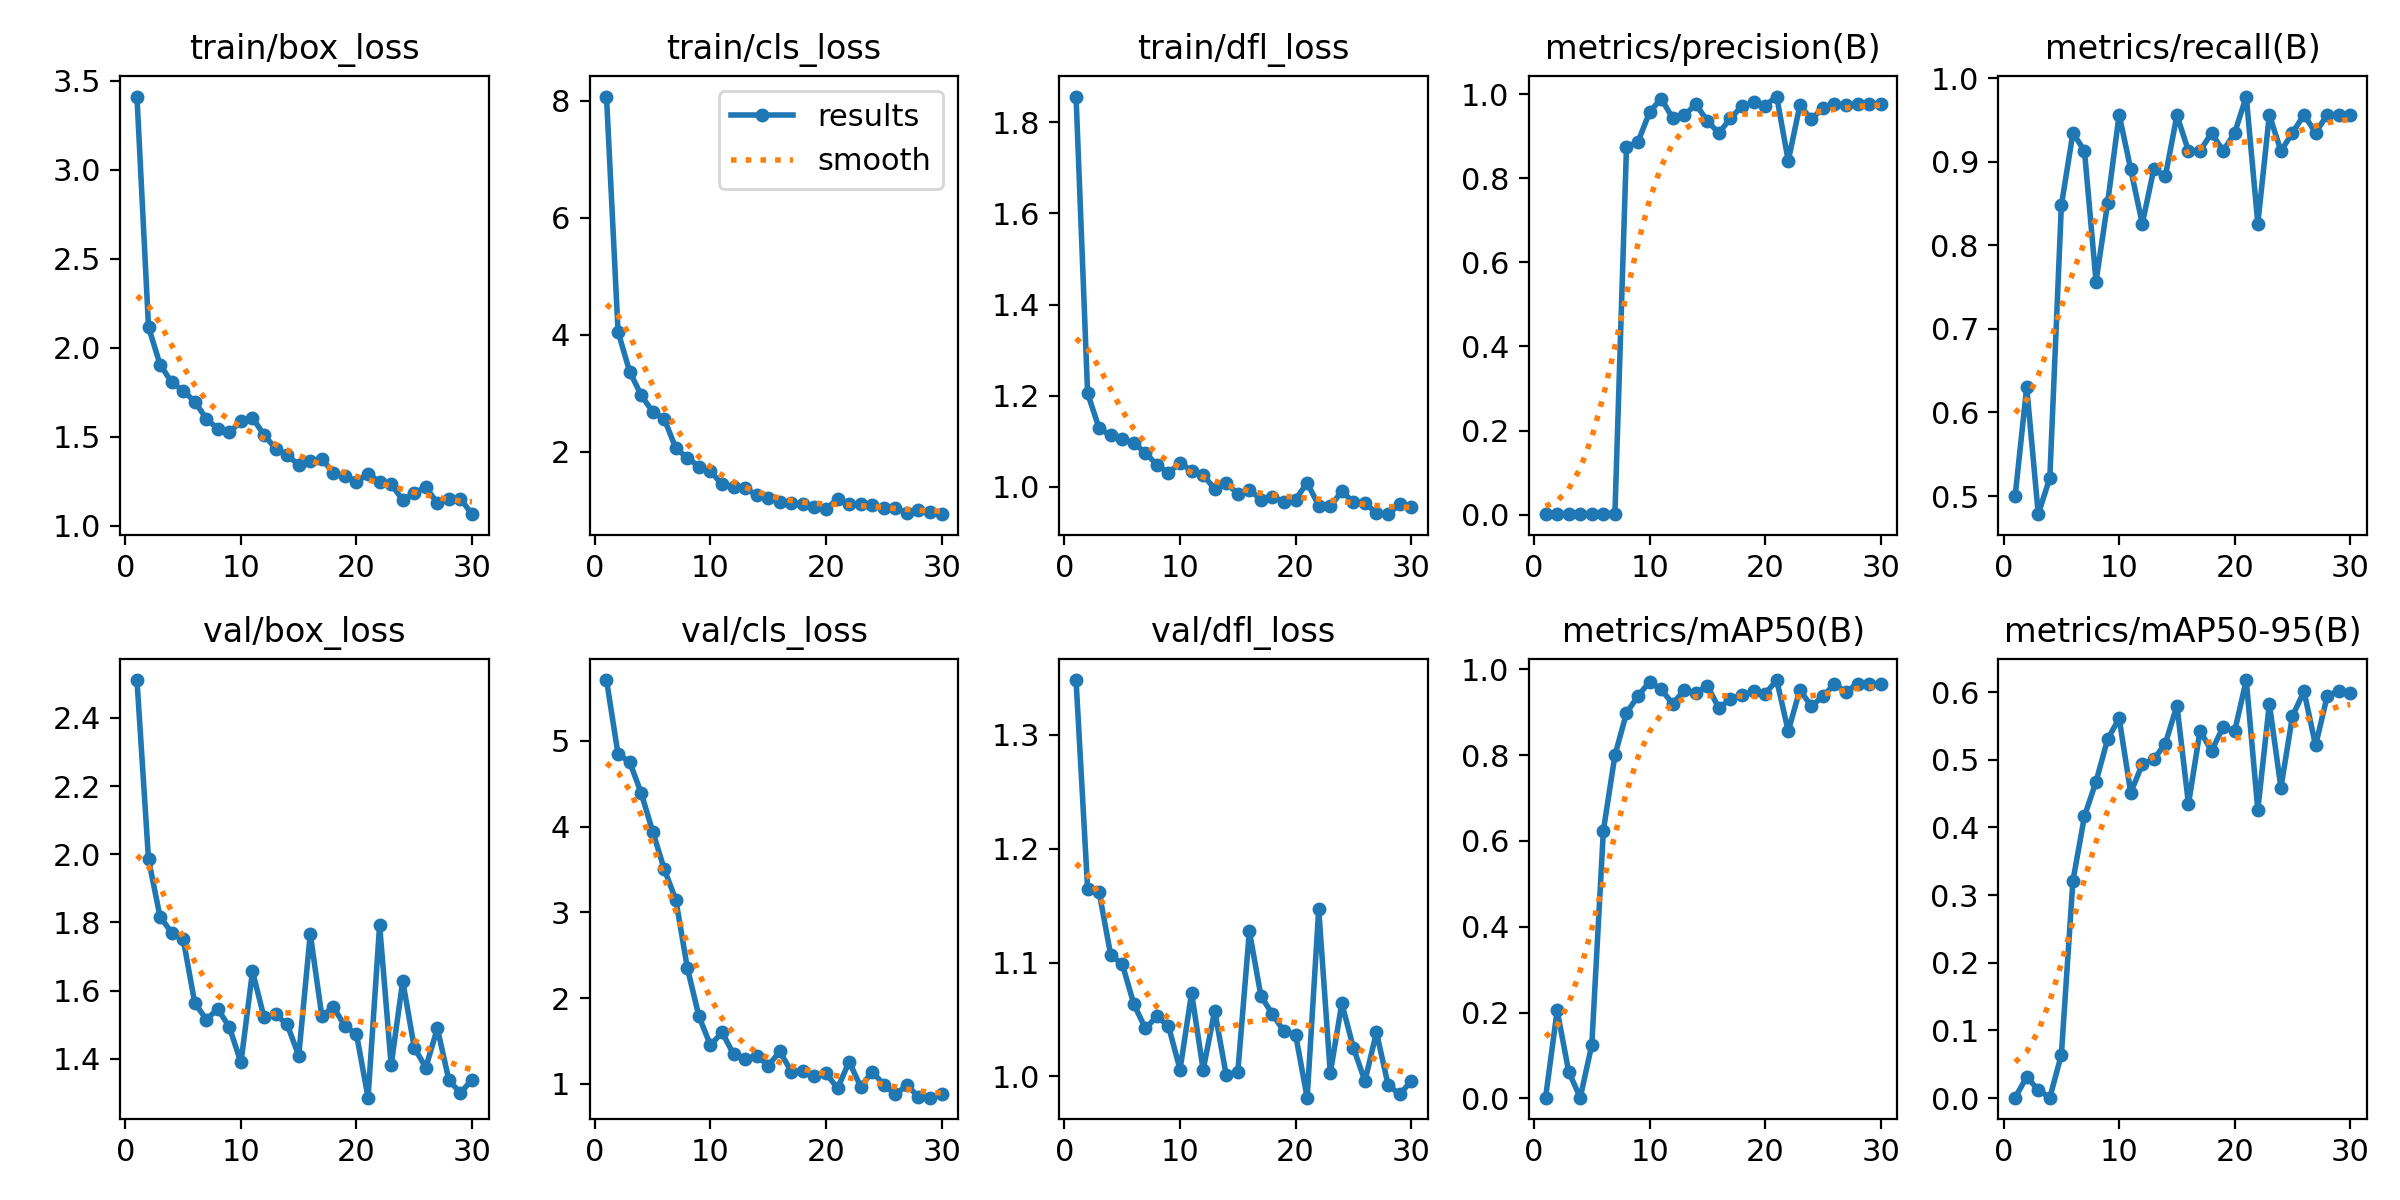 train/box_loss
3.5
3.0
2.5
2.0
1.5
1.0
0 10 20 30
train/cls_loss
results
smooth
8
6
4
2
0 10 20 30
train/dfl_loss
1.8
1.6
1.4
1.2
1.0
0 10 20 30
metrics/precision(B)
1.0
0.8
0.6
0.4
0.2
0.0
0 10 20 30
metrics/recall(B)
1.0
0.9
0.8
0.7
0.6
0.5
0 10 20 30
val/box_loss
2.4
2.2
2.0
1.8
1.6
1.4
0 10 20 30
val/cls_loss
5
4
3
2
1
0 10 20 30
val/dfl_loss
1.3
1.2
1.1
1.0
0 10 20 30
metrics/mAP50(B)
1.0
0.8
0.6
0.4
0.2
0.0
0 10 20 30
metrics/mAP50-95(B)
0.6
0.5
0.4
0.3
0.2
0.1
0.0
0 10 20 30